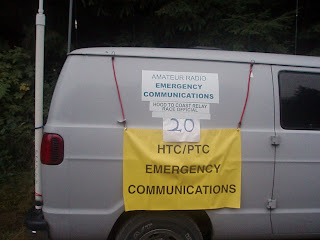 AMATEUR RADIO
EMERGENCY
COMMUNICATIONS
HOOD TO COAST RELAY
RACE OFFICIAL
20
HTC/PTC
EMERGENCY
COMMUNICATIONS